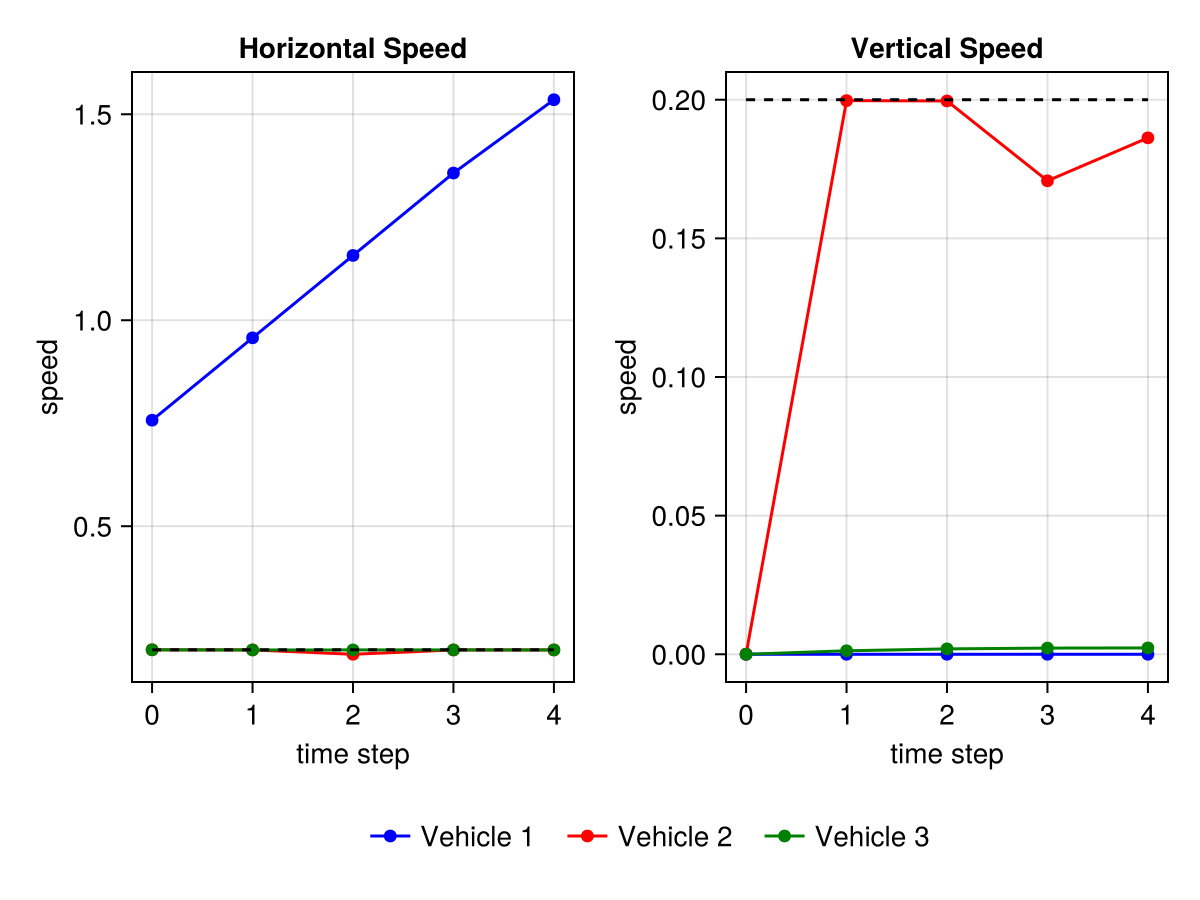 Horizontal Speed
1.5
1.0
0.5
speed
0 1 2 3 4
time step
Vertical Speed
0.20
0.15
0.10
0.05
0.00
speed
0 1 2 3 4
time step
Vehicle 1 Vehicle 2 Vehicle 3